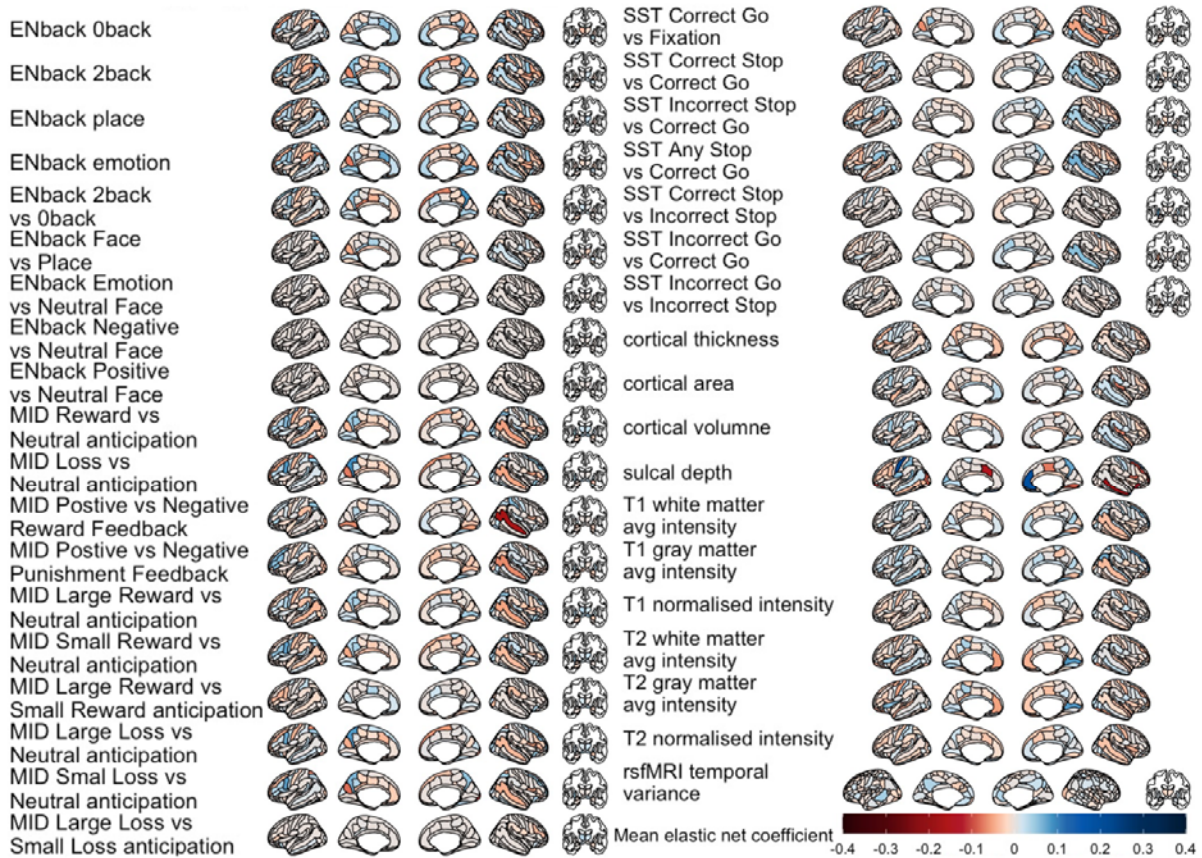 ENback 0back
ENback 2back
ENback place
ENback emotion
ENback 2back
vs 0back
ENback Face
vs Place
ENback Emotion
vs Neutral Face
ENback Negative
vs Neutral Face
ENback Positive
vs Neutral Face
MID Reward vs
Neutral anticipation
MID Loss vs
Neutral anticipation
MID Postive vs Negative
Reward Feedback
MID Postive vs Negative
Punishment Feedback
MID Large Reward vs
Neutral anticipation
MID Small Reward vs
Neutral anticipation
MID Large Reward vs
Small Reward anticipation
MID Large Loss vs
Neutral anticipation
MID Smal Loss vs
Neutral anticipation
MID Large Loss vs
Small Loss anticipation
SST Correct Go
vs Fixation
SST Correct Stop
vs Correct Go
SST Incorrect Stop
vs Correct Go
SST Any Stop
vs Correct Go
SST Correct Stop
vs Incorrect Stop
SST Incorrect Go
vs Correct Go
SST Incorrect Go
vs Incorrect Stop
cortical thickness
cortical area
cortical volumne
sulcal depth
T1 white matter
avg intensity
T1 gray matter
avg intensity
T1 normalised intensity
T2 white matter
avg intensity
T2 gray matter
avg intensity
T2 normalised intensity
rsfMRI temporal
variance
Mean elastic net coefficient
-0.4 -0.3 -0.2 -0.1 0 0.1 0.2 0.3 0.4